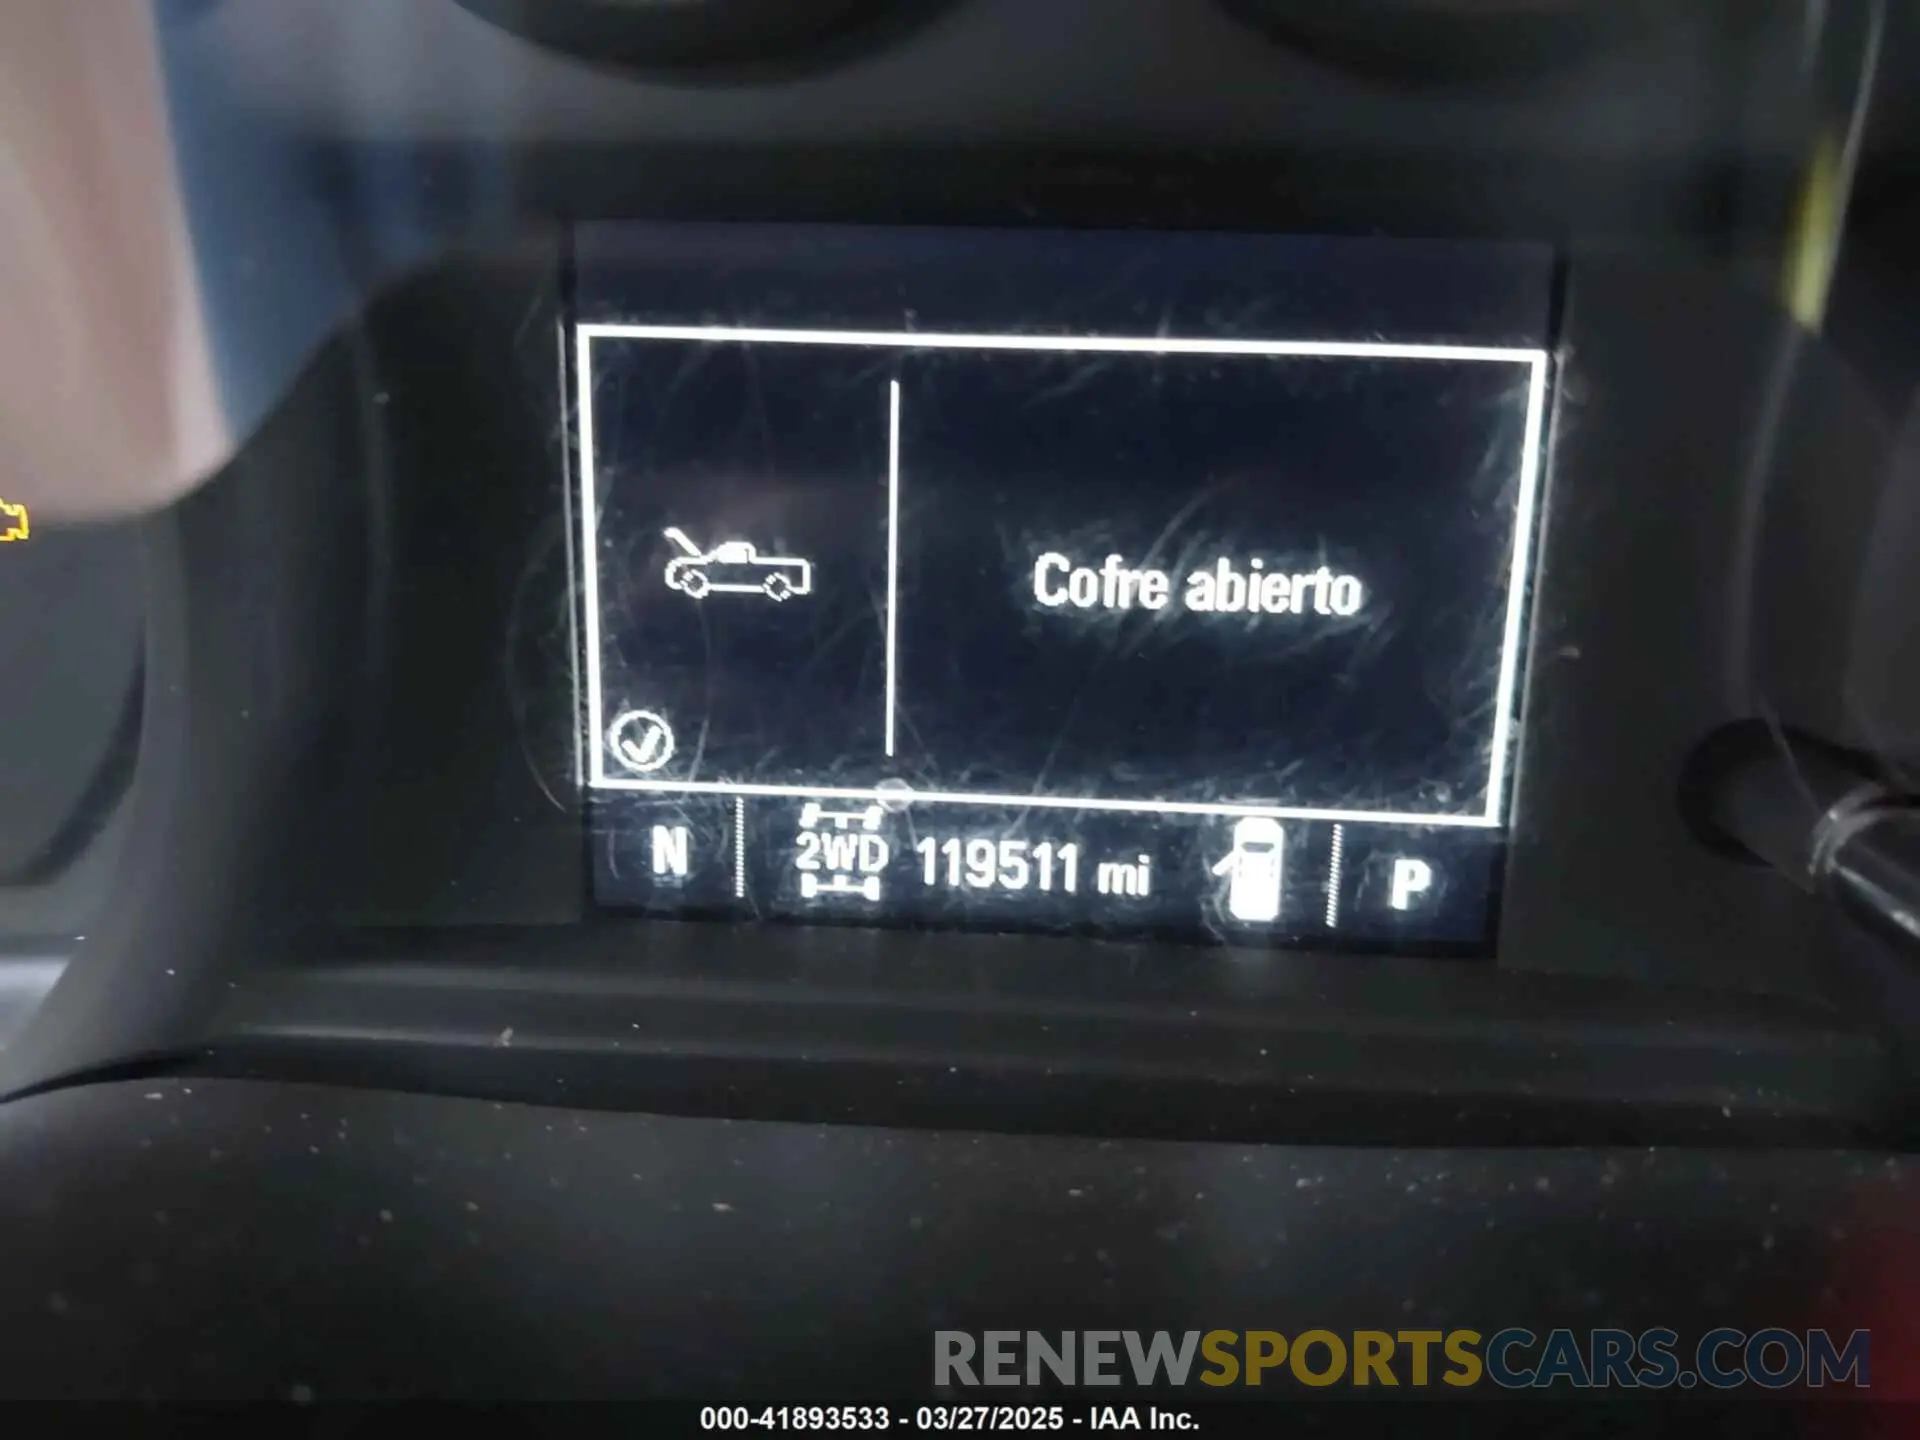 Cofre abierto
N 2WD 119511 mi P
RENEWSPORTSCARS.COM
000-41893533 - 03/27/2025 - IAA Inc.